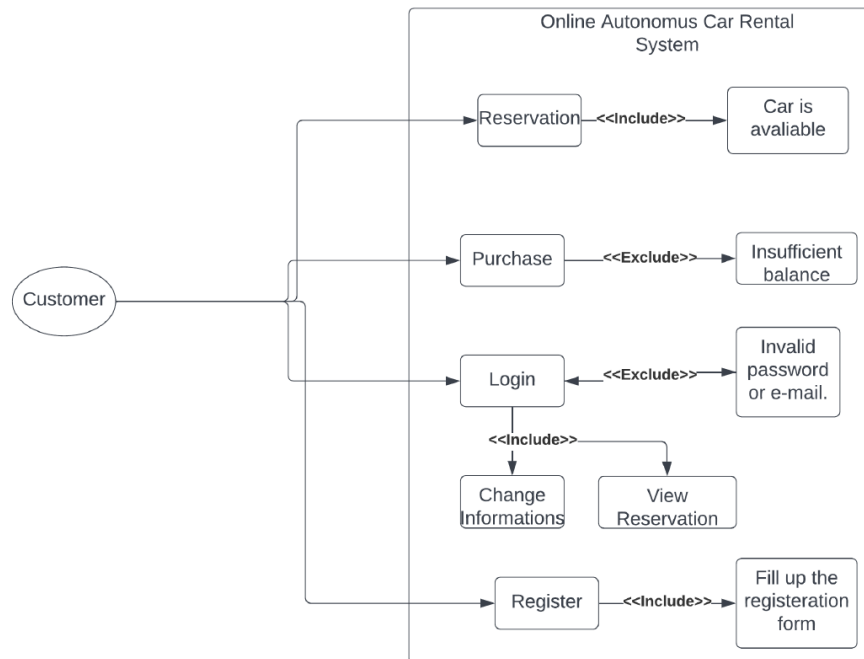 Online Autonomus Car Rental
System
Reservation
<<Include>>
Car is
avaliable
Purchase
<<Exclude>>
Insufficient
balance
Customer
Login
<<Exclude>>
Invalid
password
or e-mail.
<<Include>>
Change
Informations
View
Reservation
Register
<<Include>>
Fill up the
registeration
form